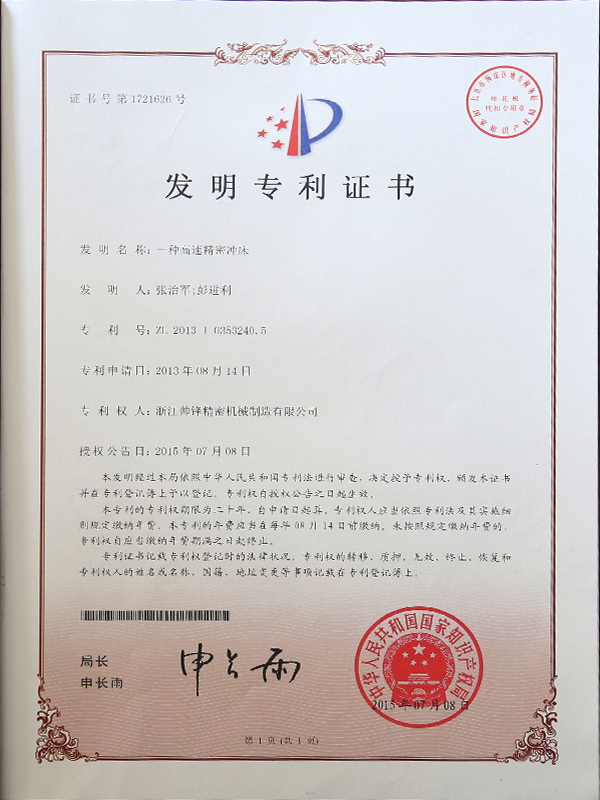 证书号第1721626号
印花税
代扣专用章
国家知识产权局
发明专利证书
发明名称：一种高速精密冲床
发明人：张治军;彭进利
专利号：ZL 2013 1 0353240.5
专利申请日：2013年08月14日
专利权人：浙江帅锋精密机械制造有限公司
授权公告日：2015年07月08日
本发明经过本局依照中华人民共和国专利法进行审查，决定授予专利权，颁发本证书
并在专利登记簿上予以登记。专利权自授权公告之日起生效。
本专利的专利权期限为二十年，自申请日起算。专利权人应当依照专利法及其实施细
则规定缴纳年费。本专利的年费应当在每年08月14日前缴纳。未按照规定缴纳年费的，
专利权自应当缴纳年费期满之日起终止。
专利证书记载专利权登记时的法律状况。专利权的转移、质押、无效、终止、恢复和
专利权人的姓名或名称、国籍、地址变更等事项记载在专利登记簿上。
局长
申长雨
申长雨
中华人民共和国国家知识产权局
2015年07月08日
第1页(共1页)